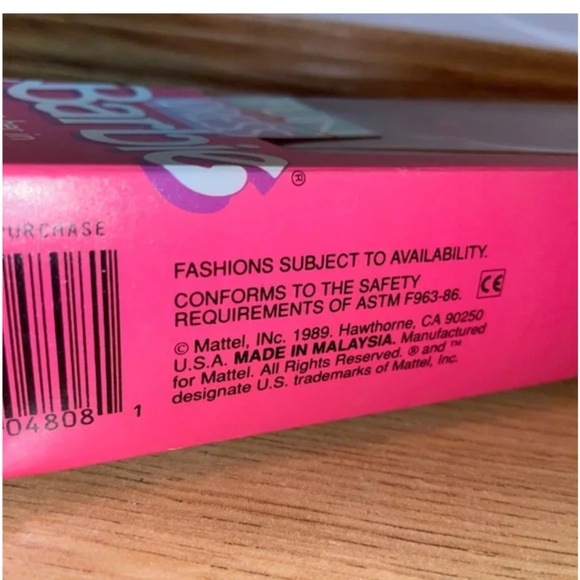 Barbie®
PURCHASE
04808 1
FASHIONS SUBJECT TO AVAILABILITY.
CONFORMS TO THE SAFETY
REQUIREMENTS OF ASTM F963-86. CE
© Mattel, INc. 1989. Hawthorne, CA 90250
U.S.A. MADE IN MALAYSIA. Manufactured
for Mattel. All Rights Reserved. ® and ™
designate U.S. trademarks of Mattel, Inc.